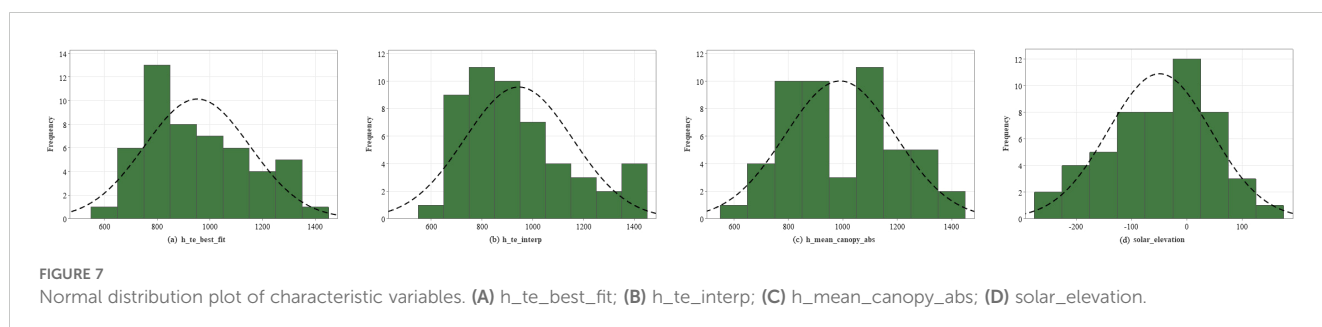 14
12
10
8
6
4
2
0
Frequency
600 800 1000 1200 1400
(a) h_te_best_fit
12
10
8
6
4
2
0
Frequency
600 800 1000 1200 1400
(b) h_te_interp
12
10
8
6
4
2
0
Frequency
600 800 1000 1200 1400
(c) h_mean_canopy_abs
12
10
8
6
4
2
0
Frequency
-200 -100 0 100
(d) solar_elevation
FIGURE 7
Normal distribution plot of characteristic variables. (A) h_te_best_fit; (B) h_te_interp; (C) h_mean_canopy_abs; (D) solar_elevation.